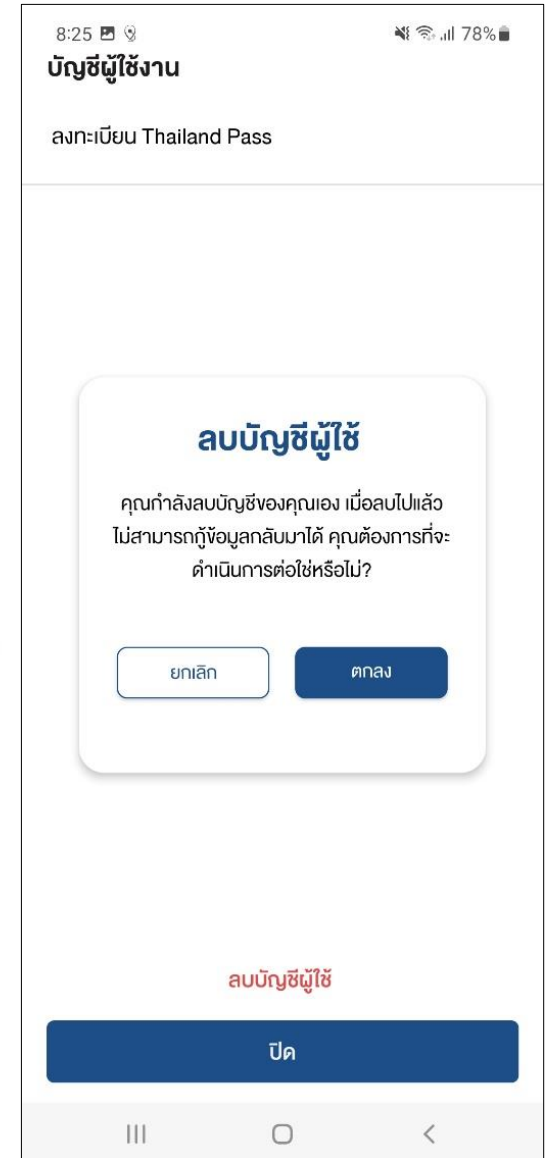 8:25 78%
บัญชีผู้ใช้งาน
ลงทะเบียน Thailand Pass
ลบบัญชีผู้ใช้
คุณกำลังลบบัญชีของคุณเอง เมื่อลบไปแล้ว
ไม่สามารถกู้ข้อมูลกลับมาได้ คุณต้องการที่จะ
ดำเนินการต่อใช่หรือไม่?
ยกเลิก ตกลง
ลบบัญชีผู้ใช้
ปิด